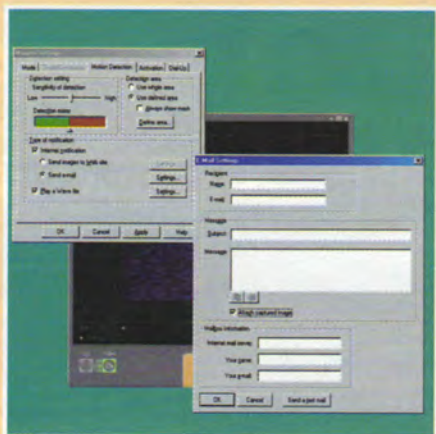 Mode
Motion Detection
Activation
Dial-Up
Detection setting
Sensitivity of detection
Low
High
Detection meter
Detection area
Use whole area
Use defined area
Always show mask
Define area...
Type of notification
Internet notification
Send images to Web site
Send e-mail
Settings...
Play a Wave file
Settings...
OK
Cancel
Apply
Help
E-Mail Settings
Recipient
Name:
E-mail:
Message
Subject:
Message:
Attach captured image
Mailbox information
Internet mail server:
Your name:
Your e-mail:
OK
Cancel
Send a test mail